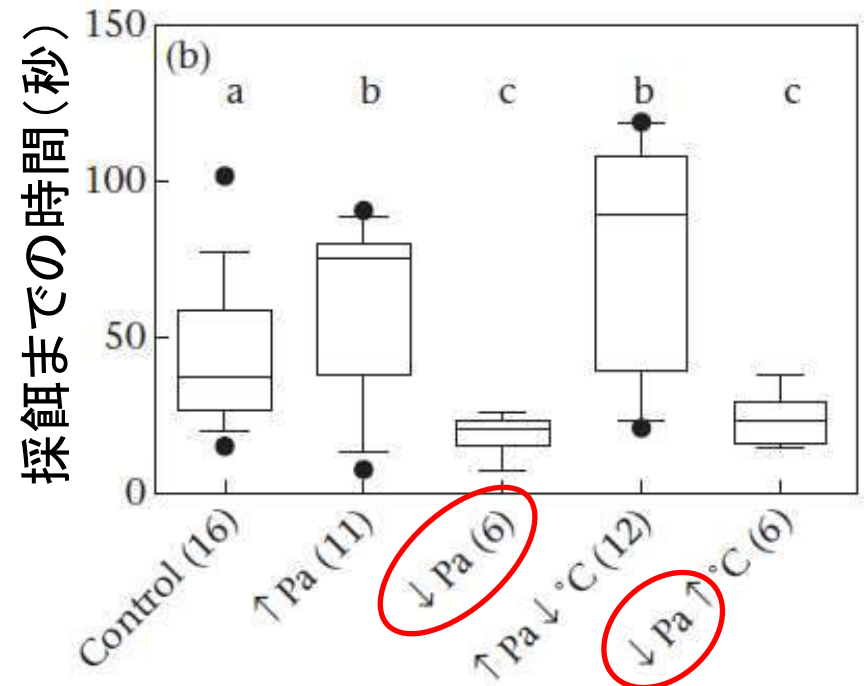 採餌までの時間(秒)
(b)
150
100
50
0
a b c b c
Control (16)
↑Pa (11)
↓Pa (6)
↑Pa↓°C (12)
↓Pa↑°C (6)